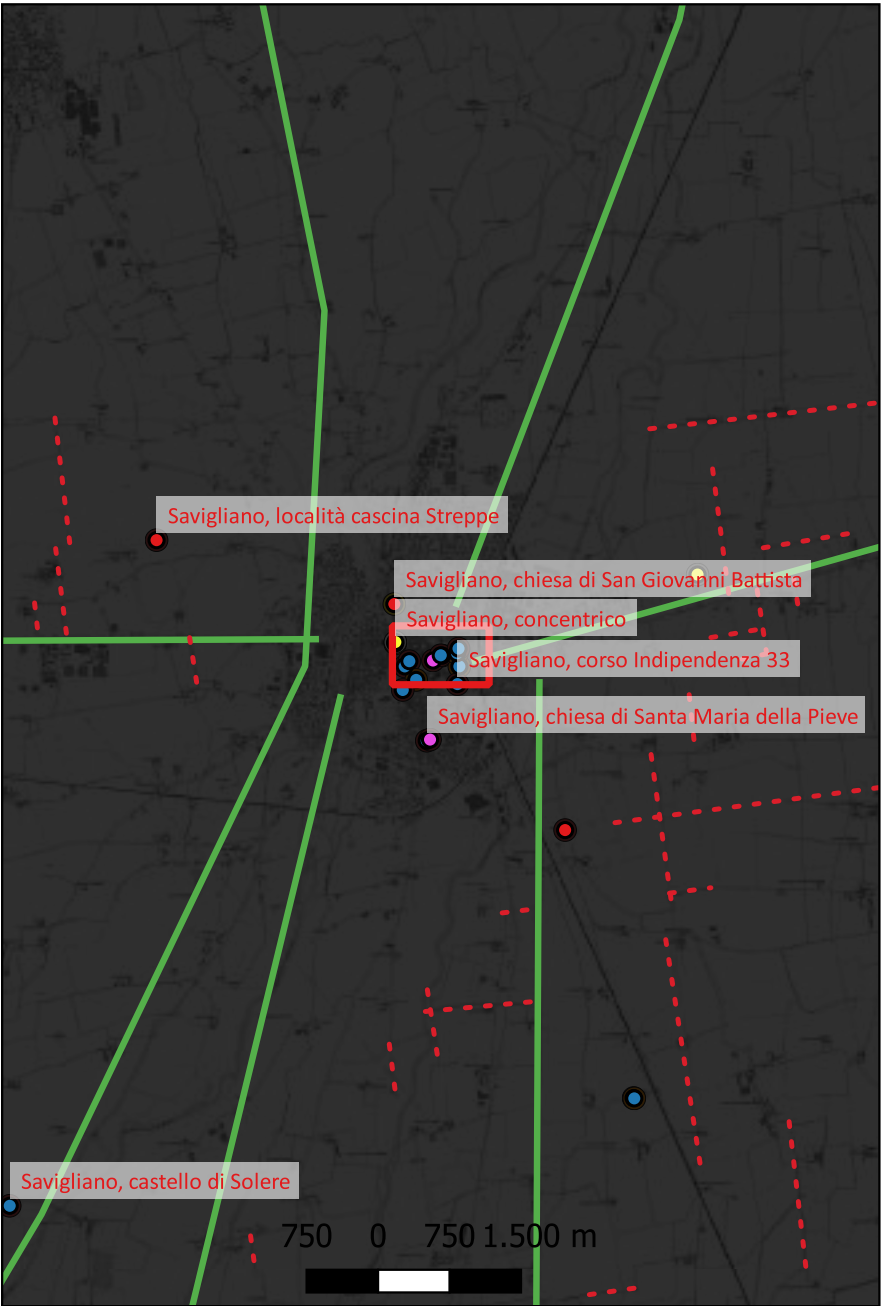 Savigliano, località cascina Streppe
Savigliano, chiesa di San Giovanni Battista
Savigliano, concentrico
Savigliano, corso Indipendenza 33
Savigliano, chiesa di Santa Maria della Pieve
Savigliano, castello di Solere
750 0 750 1.500 m